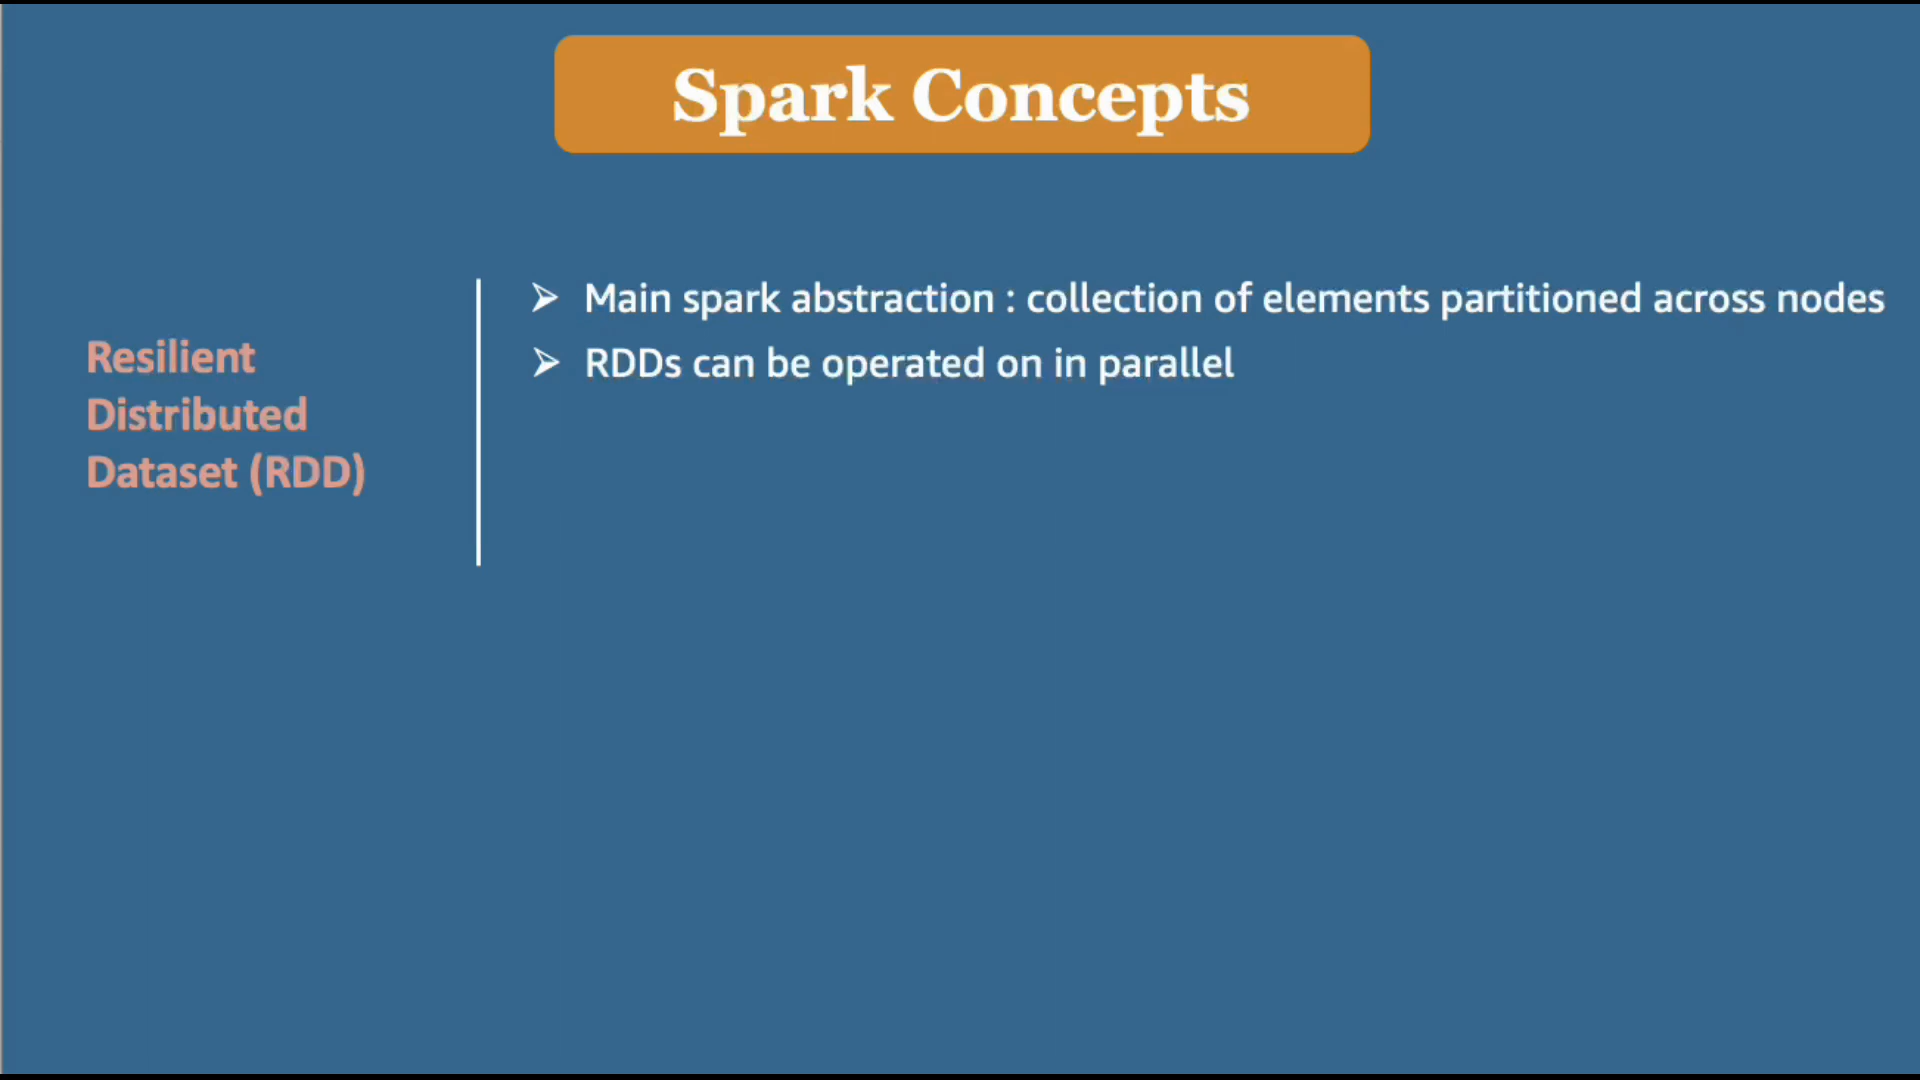 Spark Concepts
Resilient
Distributed
Dataset (RDD)
➢ Main spark abstraction : collection of elements partitioned across nodes
➢ RDDs can be operated on in parallel